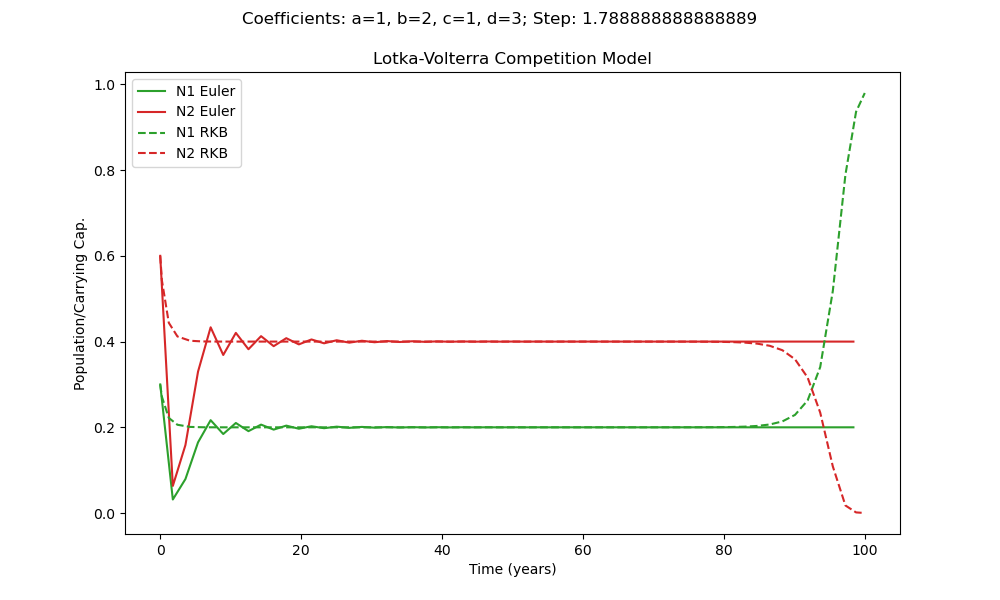 Coefficients: a=1, b=2, c=1, d=3; Step: 1.788888888888889
Lotka-Volterra Competition Model
N1 Euler
N2 Euler
N1 RKB
N2 RKB
Population/Carrying Cap.
1.0
0.8
0.6
0.4
0.2
0.0
0 20 40 60 80 100
Time (years)